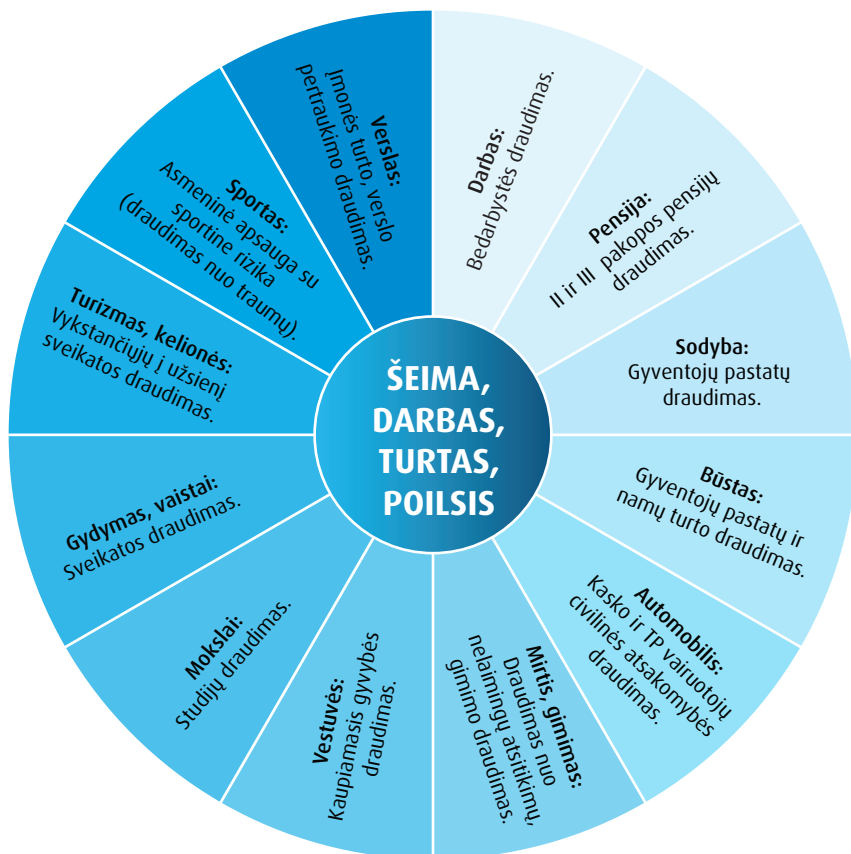 ŠEIMA,
DARBAS,
TURTAS,
POILSIS
Darbas:
Bedarbystės draudimas.
Pensija:
II ir III pakopos pensijų
draudimas.
Sodyba:
Gyventojų pastatų
draudimas.
Būstas:
Gyventojų pastatų ir
namų turto draudimas.
Automobilis:
Kasko ir TP vairuotojų
civilinės atsakomybės
draudimas.
Mirtis, gimimas:
Draudimas nuo
nelaimingų atsitikimų,
gimimo draudimas.
Vestuvės:
Kaupiamasis gyvybės
draudimas.
Mokslai:
Studijų draudimas.
Gydymas, vaistai:
Sveikatos draudimas.
Turizmas, kelionės:
Vykstančiųjų į užsienį
sveikatos draudimas.
Sportas:
Asmeninė apsauga su
sportine rizika
(draudimas nuo traumų).
Verslas:
Įmonės turto, verslo
pertraukimo draudimas.